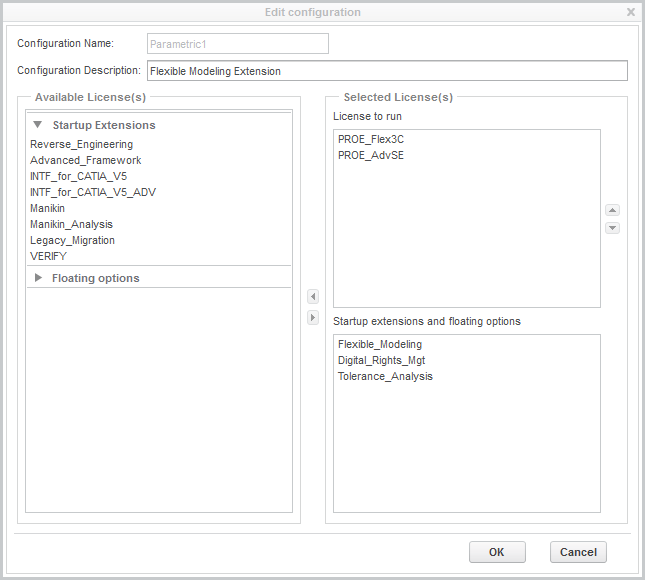 Edit configuration
Configuration Name: Parametric1
Configuration Description: Flexible Modeling Extension
Available License(s)
Startup Extensions
Reverse_Engineering
Advanced_Framework
INTF_for_CATIA_V5
INTF_for_CATIA_V5_ADV
Manikin
Manikin_Analysis
Legacy_Migration
VERIFY
Floating options
Selected License(s)
License to run
PROE_Flex3C
PROE_AdvSE
Startup extensions and floating options
Flexible_Modeling
Digital_Rights_Mgt
Tolerance_Analysis
OK
Cancel